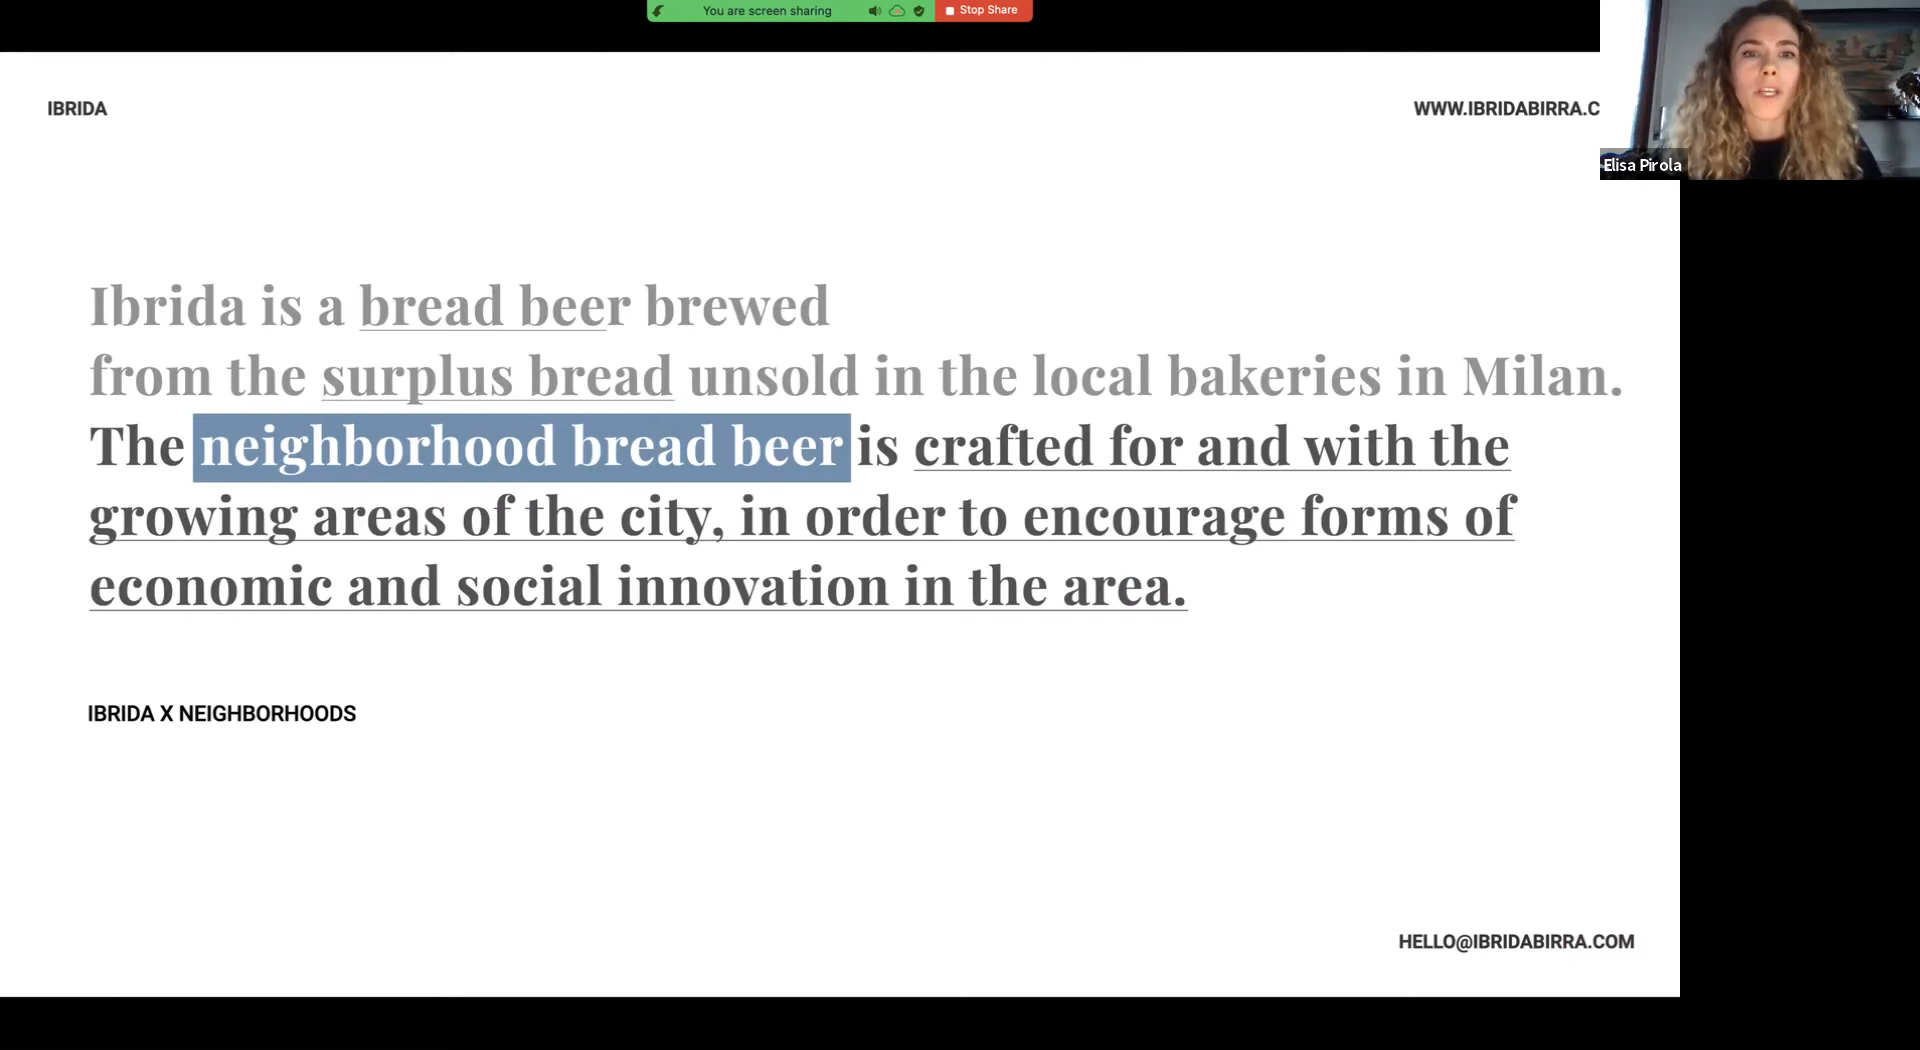 You are screen sharing
Stop Share
IBRIDA
WWW.IBRIDABIRRA.C
Elisa Pirola
Ibrida is a bread beer brewed
from the surplus bread unsold in the local bakeries in Milan.
The neighborhood bread beer is crafted for and with the
growing areas of the city, in order to encourage forms of
economic and social innovation in the area.
IBRIDA X NEIGHBORHOODS
HELLO@IBRIDABIRRA.COM